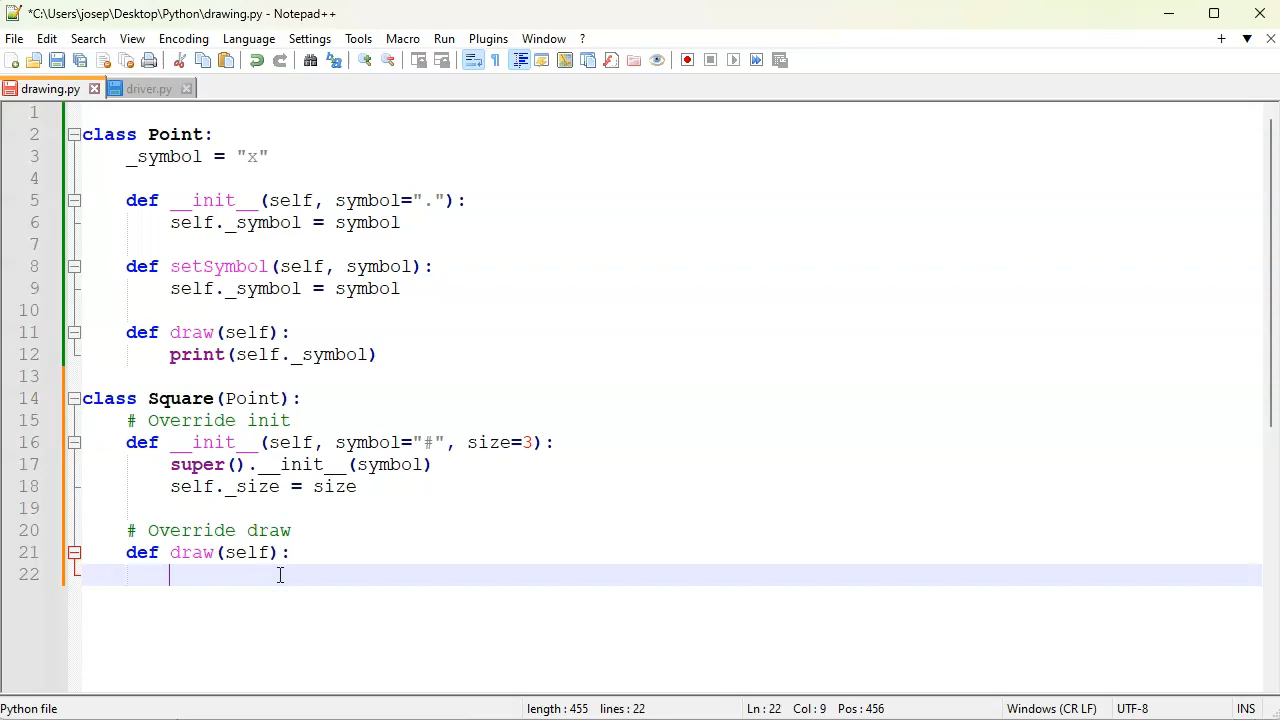 *C:\Users\josep\Desktop\Python\drawing.py - Notepad++
File Edit Search View Encoding Language Settings Tools Macro Run Plugins Window ?
drawing.py driver.py
1
2 class Point:
3 _symbol = "x"
4
5 def __init__(self, symbol="."):
6 self._symbol = symbol
7
8 def setSymbol(self, symbol):
9 self._symbol = symbol
10
11 def draw(self):
12 print(self._symbol)
13
14 class Square(Point):
15 # Override init
16 def __init__(self, symbol="#", size=3):
17 super().__init__(symbol)
18 self._size = size
19
20 # Override draw
21 def draw(self):
22
Python file length : 455 lines : 22 Ln : 22 Col : 9 Pos : 456 Windows (CR LF) UTF-8 INS